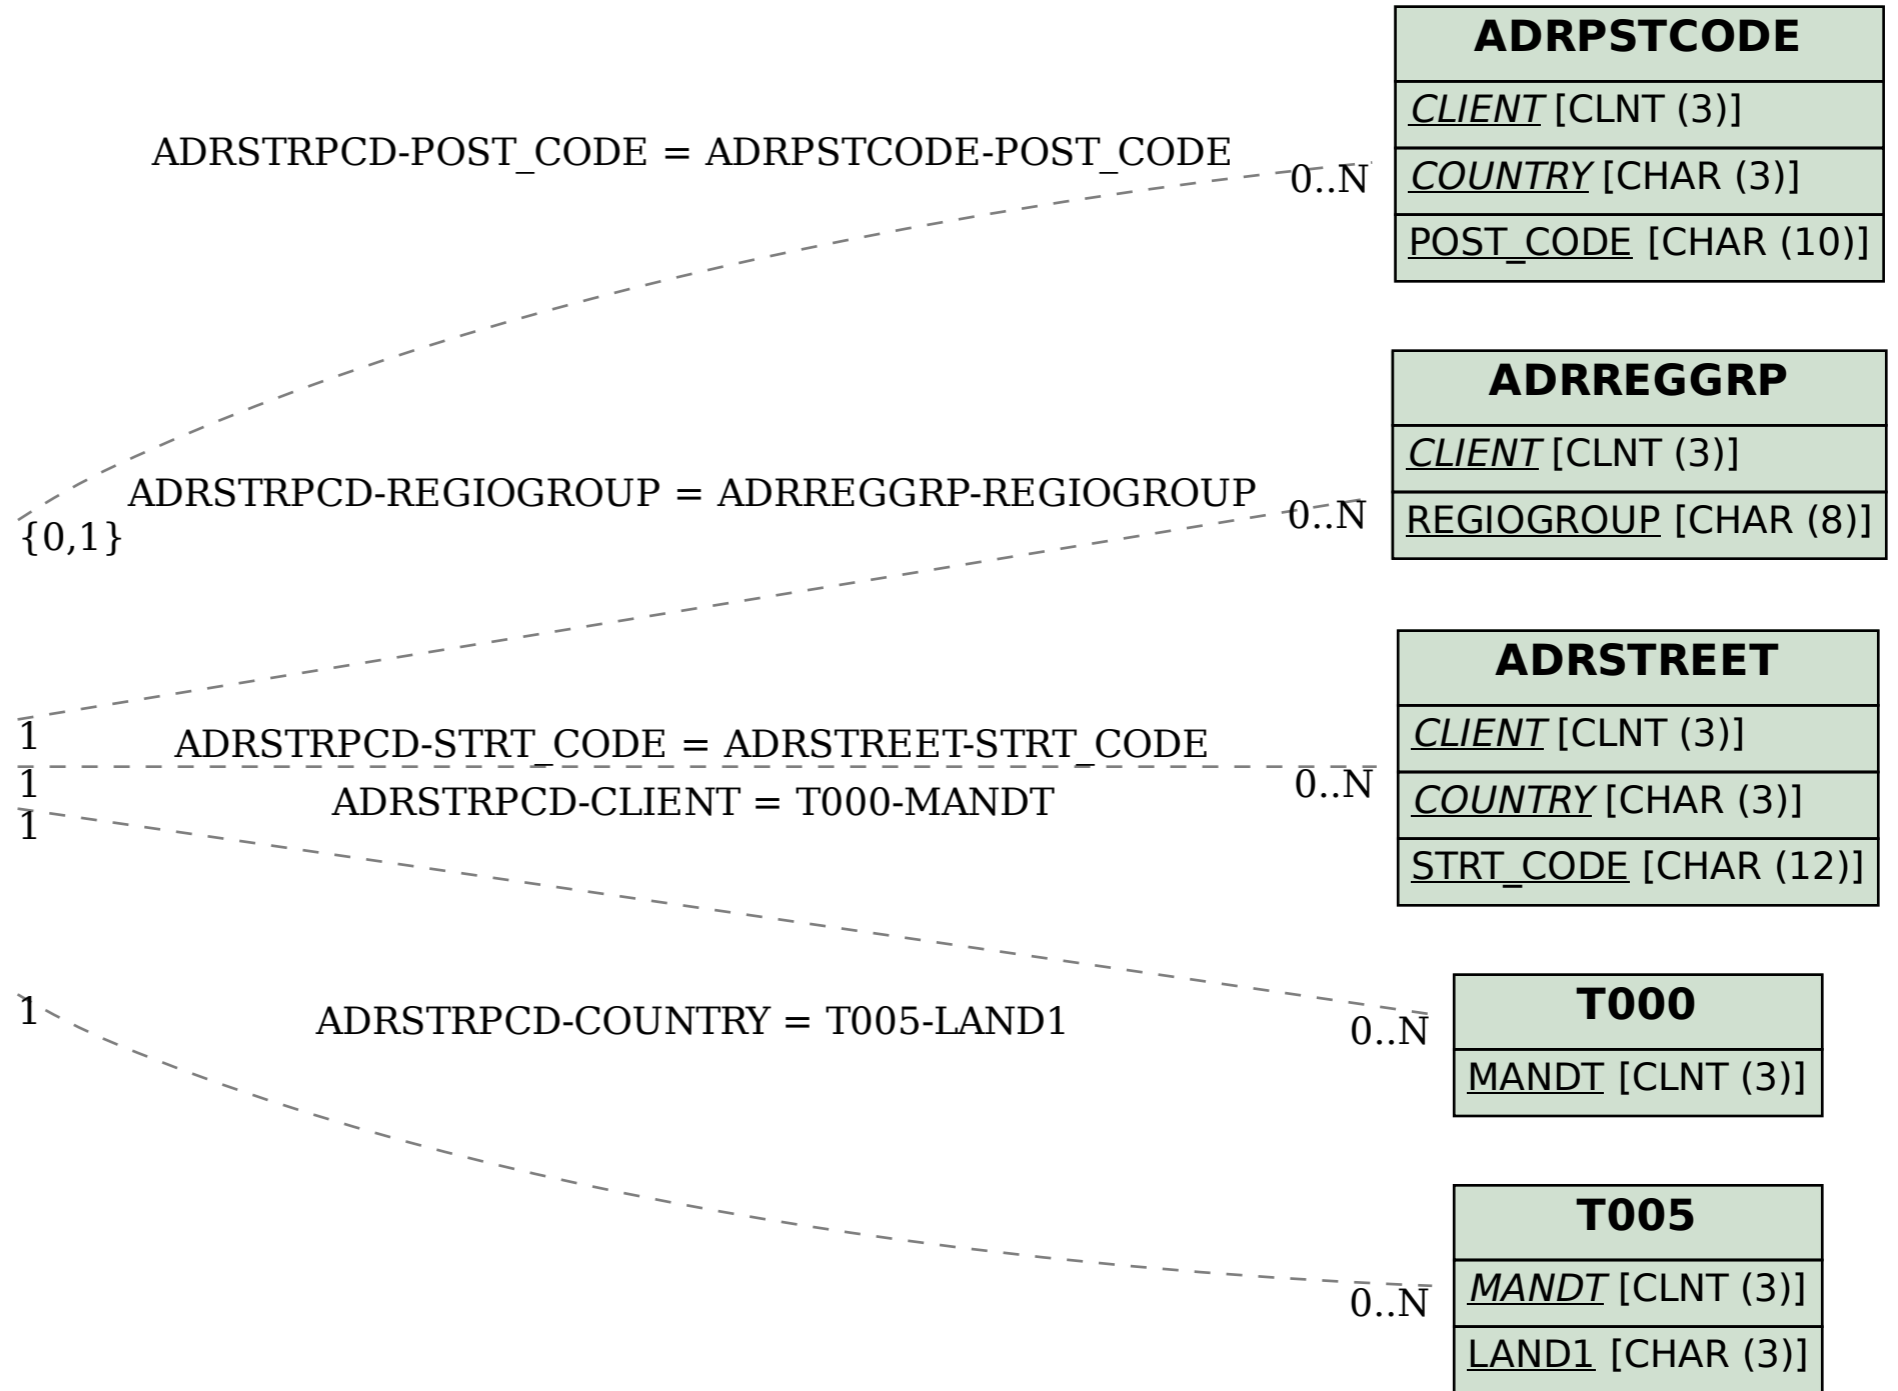 ADRPSTCODE
CLIENT [CLNT (3)]
ADRSTRPCD-POST_CODE = ADRPSTCODE-POST_CODE
0..N
COUNTRY [CHAR (3)]
POST_CODE [CHAR (10)]
ADRREGGRP
CLIENT [CLNT (3)]
ADRSTRPCD-REGIOGROUP = ADRREGGRP-REGIOGROUP
0..N
REGIOGROUP [CHAR (8)]
{0,1}
ADRSTREET
CLIENT [CLNT (3)]
1
ADRSTRPCD-STRT_CODE = ADRSTREET-STRT_CODE
1
0..N
COUNTRY [CHAR (3)]
ADRSTRPCD-CLIENT = T000-MANDT
1
STRT_CODE [CHAR (12)]
T000
1
ADRSTRPCD-COUNTRY = T005-LAND1
0..N
MANDT [CLNT (3)]
T005
MANDT [CLNT (3)]
0..N
LAND1 [CHAR (3)]